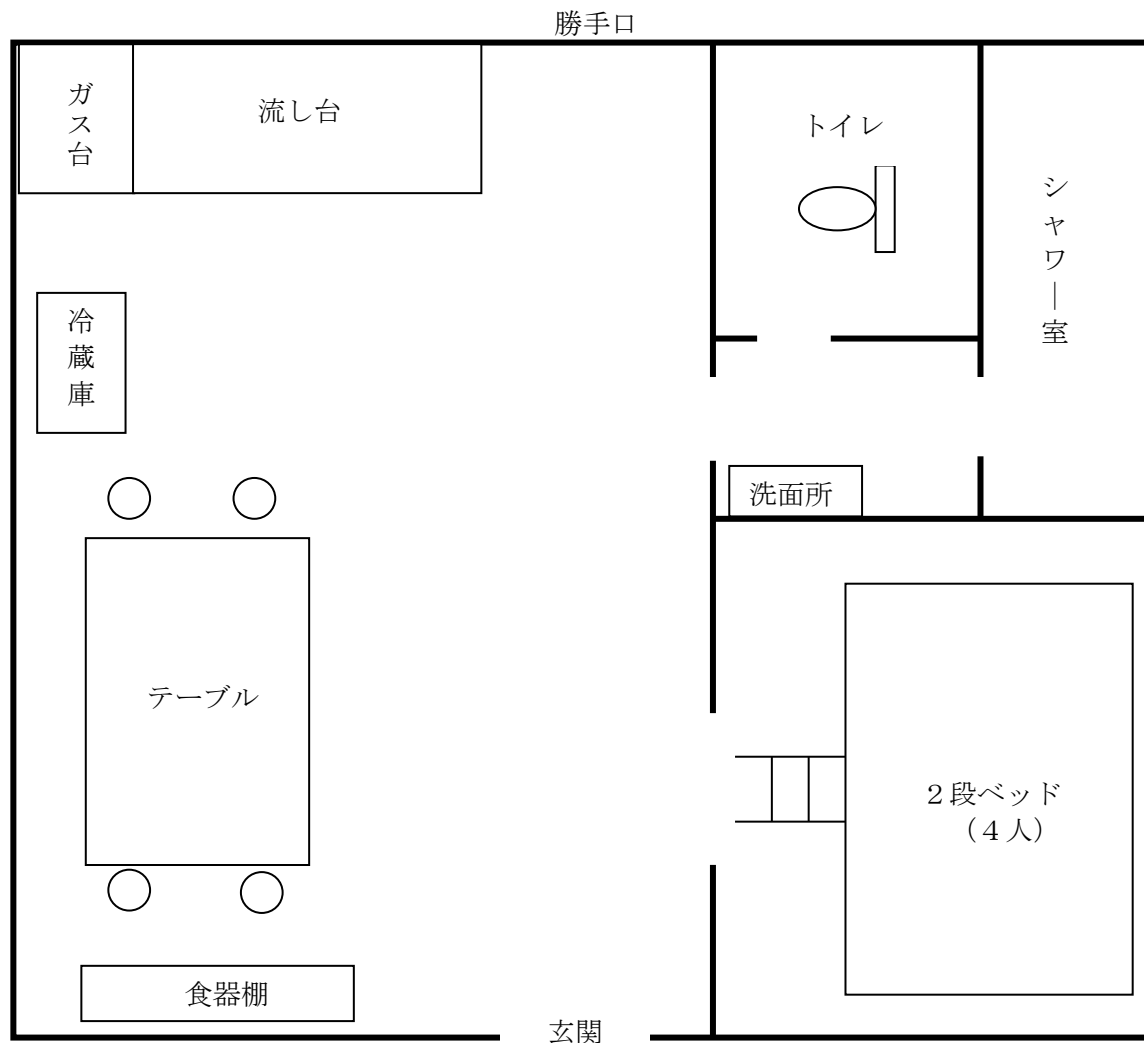 勝手口
ガス台
流し台
トイレ
シャワ―室
冷蔵庫
洗面所
テーブル
２段ベッド
（４人）
食器棚
玄関